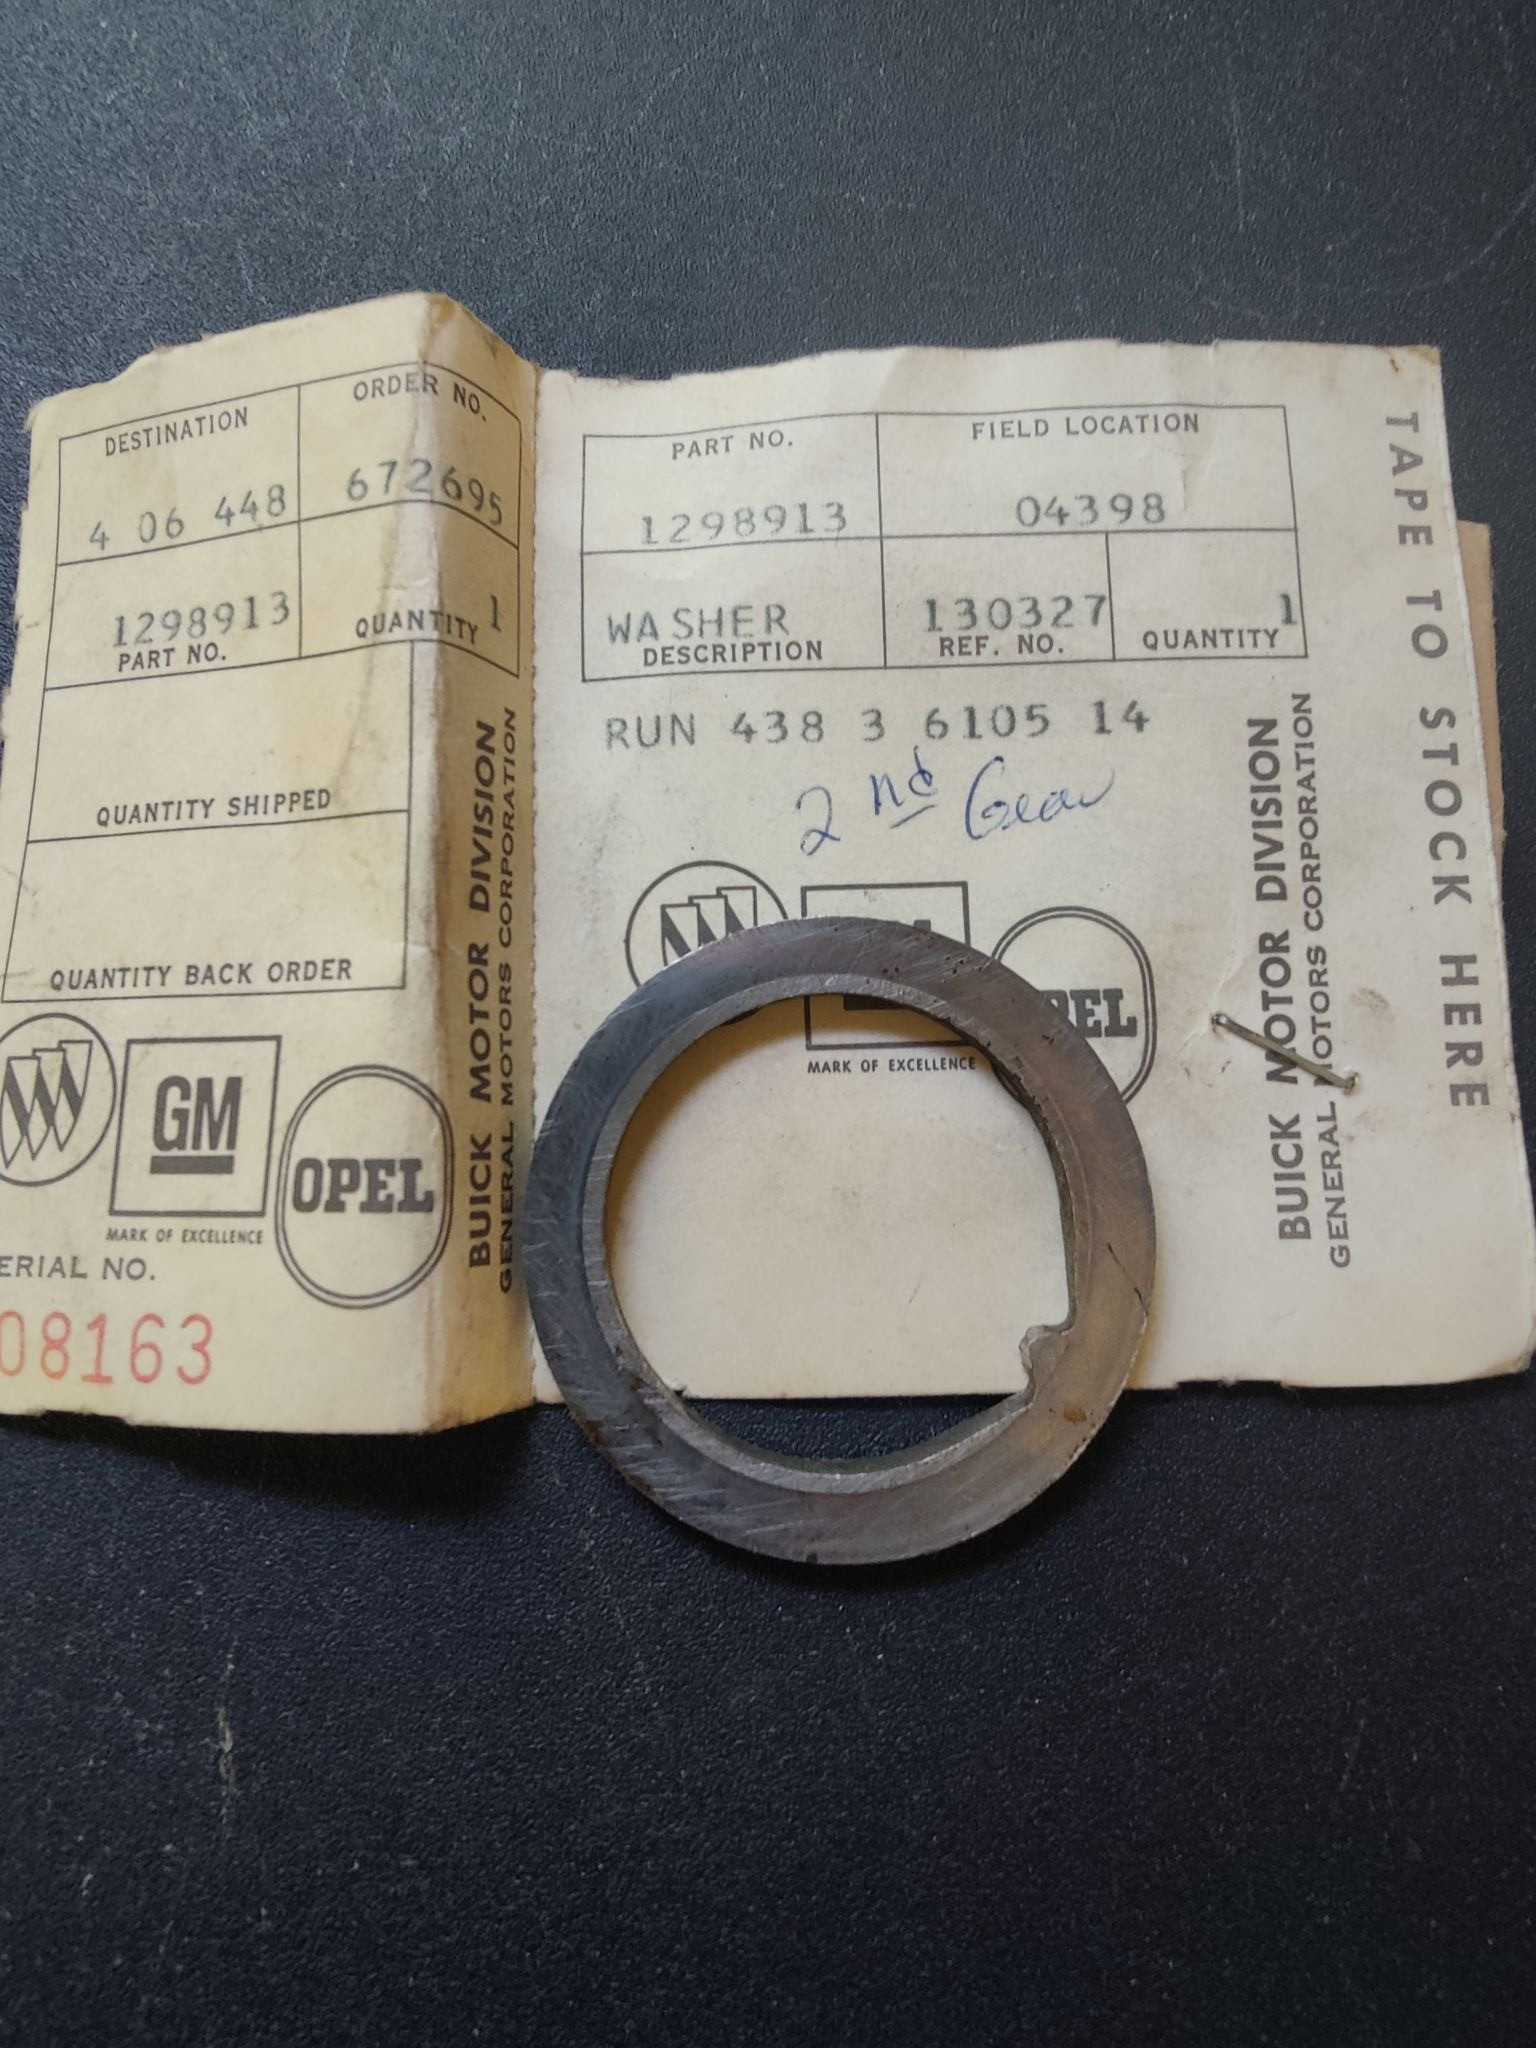 DESTINATION
ORDER NO.
4 06 448
672695
1298913
PART NO.
QUANTITY 1
QUANTITY SHIPPED
QUANTITY BACK ORDER
GM
MARK OF EXCELLENCE
OPEL
ERIAL NO.
08163
BUICK MOTOR DIVISION
GENERAL MOTORS CORPORATION
PART NO.
FIELD LOCATION
1298913
04398
WASHER
DESCRIPTION
130327
REF. NO.
1
QUANTITY
RUN 438 3 6105 14
2nd Gear
MARK OF EXCELLENCE
PEL
BUICK MOTOR DIVISION
GENERAL MOTORS CORPORATION
TAPE TO STOCK HERE